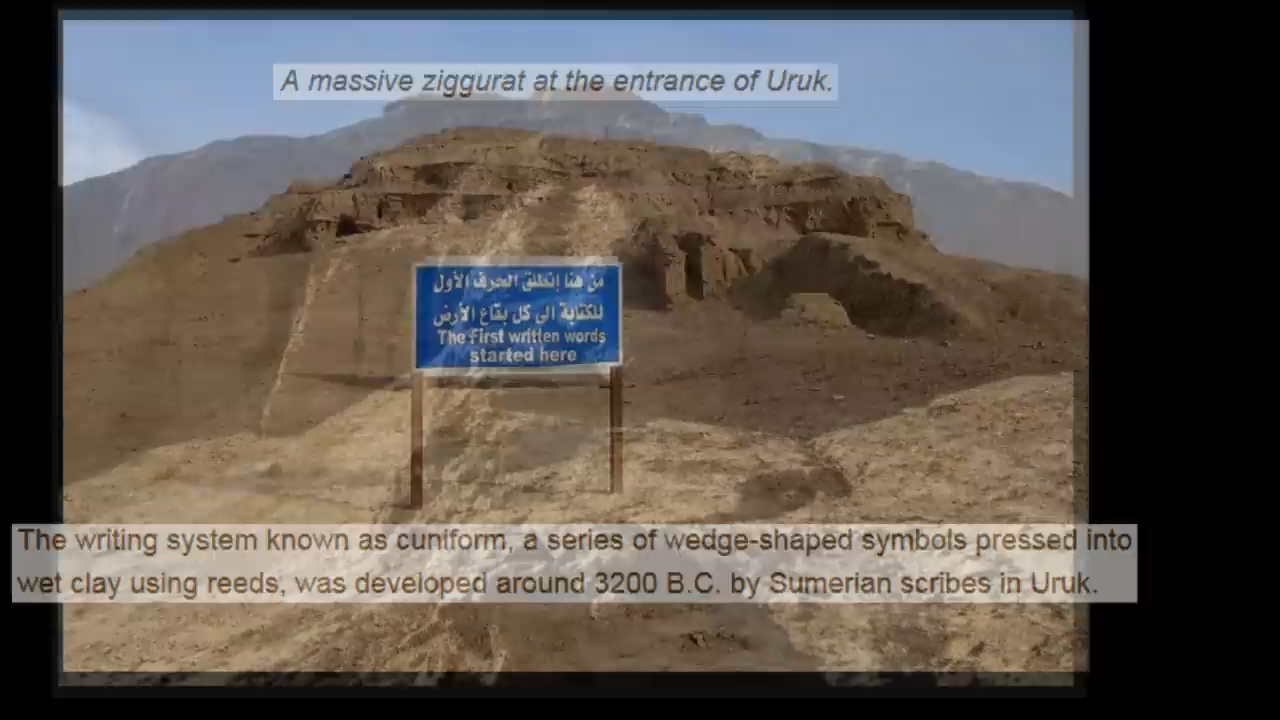 A massive ziggurat at the entrance of Uruk.
من هنا إنطلق الحرف الأول
للكتابة الى كل بقاع الأرض
The first written words
started here
The writing system known as cuniform, a series of wedge-shaped symbols pressed into
wet clay using reeds, was developed around 3200 B.C. by Sumerian scribes in Uruk.